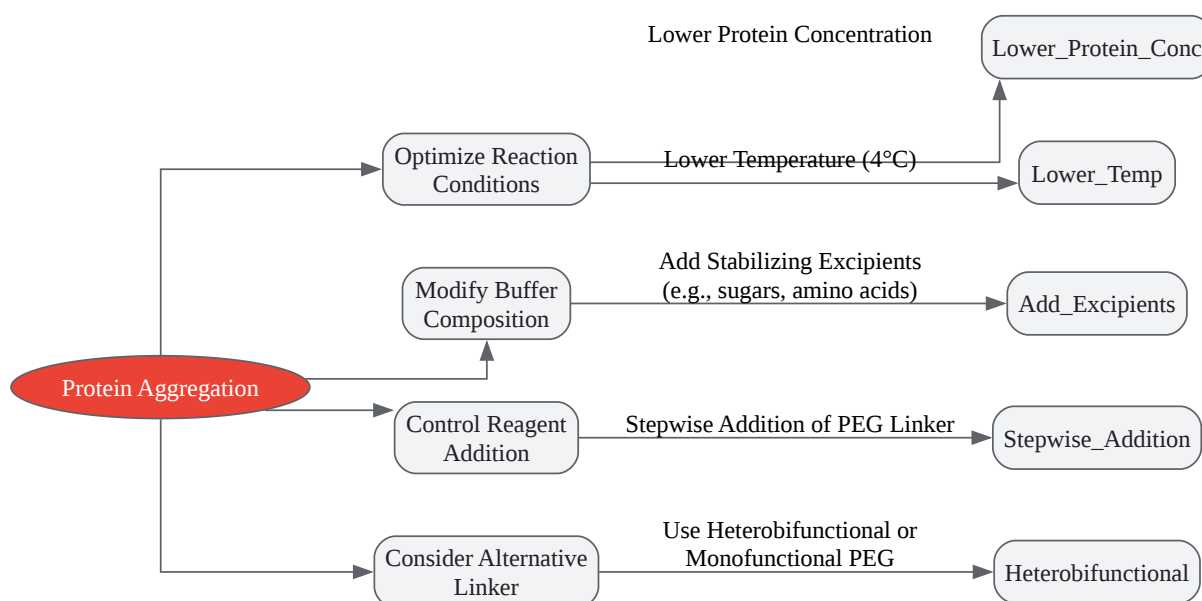 Lower Protein Concentration
Lower_Protein_Conc
Optimize Reaction
Conditions
Lower Temperature (4°C)
Lower_Temp
Modify Buffer
Composition
Add Stabilizing Excipients
(e.g., sugars, amino acids)
Add_Excipients
Protein Aggregation
Control Reagent
Addition
Stepwise Addition of PEG Linker
Stepwise_Addition
Consider Alternative
Linker
Use Heterobifunctional or
Monofunctional PEG
Heterobifunctional